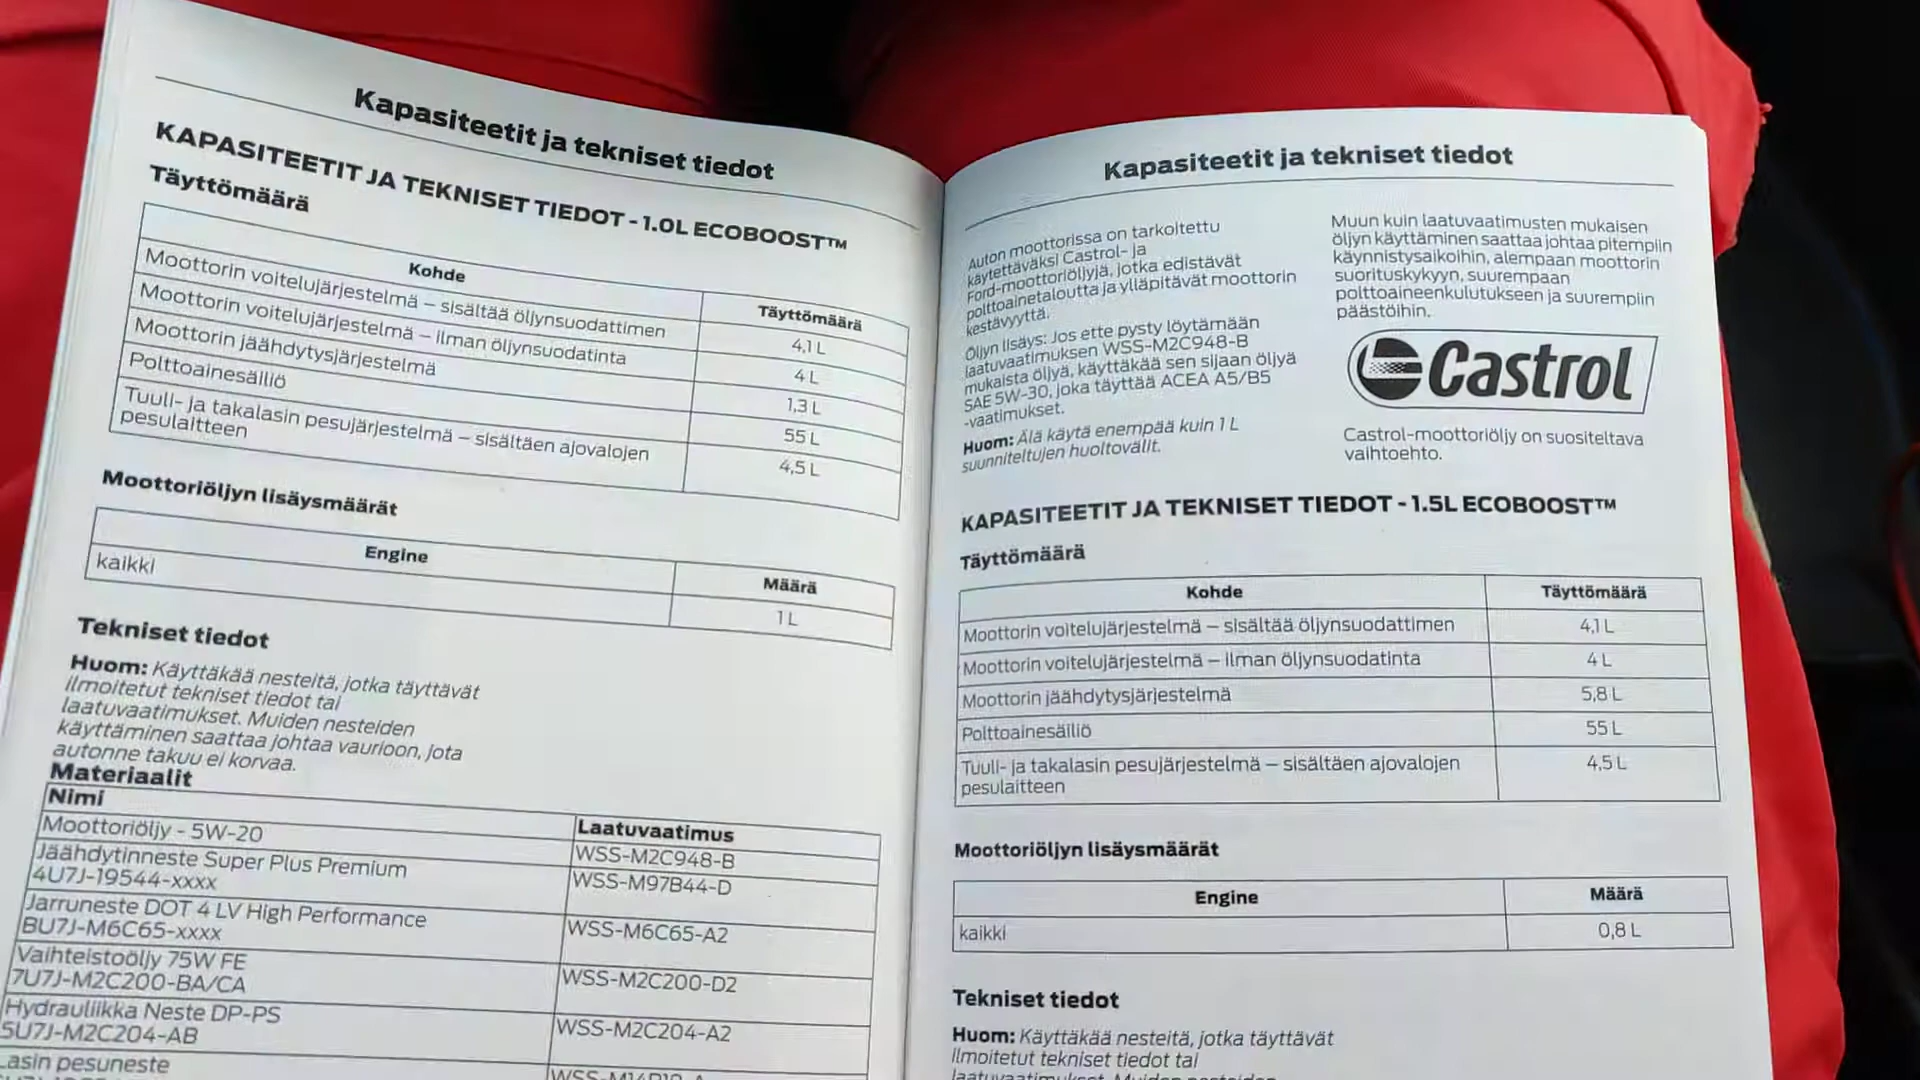 Kapasiteetit ja tekniset tiedot
KAPASITEETIT JA TEKNISET TIEDOT - 1.0L ECOBOOST™
Täyttömäärä
Kohde Täyttömäärä
Moottorin voitelujärjestelmä – sisältää öljynsuodattimen 4,1 L
Moottorin voitelujärjestelmä – ilman öljynsuodatinta 4 L
Moottorin jäähdytysjärjestelmä 1,3 L
Polttoainesäiliö 55 L
Tuuli- ja takalasin pesujärjestelmä – sisältäen ajovalojen 4,5 L
pesulaitteen
Moottoriöljyn lisäysmäärät
Engine Määrä
kaikki 1 L
Tekniset tiedot
Huom: Käyttäkää nesteitä, jotka täyttävät
ilmoitetut tekniset tiedot tai
laatuvaatimukset. Muiden nesteiden
käyttäminen saattaa johtaa vaurioon, jota
autonne takuu ei korvaa.
Materiaalit
Nimi Laatuvaatimus
Moottoriöljy - 5W-20 WSS-M2C948-B
Jäähdytinneste Super Plus Premium WSS-M97B44-D
4U7J-19544-xxxx
Jarruneste DOT 4 LV High Performance WSS-M6C65-A2
BU7J-M6C65-xxxx
Vaihteistoöljy 75W FE WSS-M2C200-D2
7U7J-M2C200-BA/CA
Hydrauliikka Neste DP-PS WSS-M2C204-A2
5U7J-M2C204-AB
Lasin pesuneste
Kapasiteetit ja tekniset tiedot
Auton moottorissa on tarkoitettu
käytettäväksi Castrol- ja
Ford-moottoriöljyjä, jotka edistävät
polttoainetaloutta ja ylläpitävät moottorin
kestävyyttä.
Öljyn lisäys: Jos ette pysty löytämään
laatuvaatimuksen WSS-M2C948-B
mukaista öljyä, käyttäkää sen sijaan öljyä
SAE 5W-30, joka täyttää ACEA A5/B5
-vaatimukset.
Huom: Älä käytä enempää kuin 1 L
suunniteltujen huoltovälit.
Muun kuin laatuvaatimusten mukaisen
öljyn käyttäminen saattaa johtaa pitempiin
käynnistysaikoihin, alempaan moottorin
suorituskykyyn, suurempaan
polttoaineenkulutukseen ja suurempiin
päästöihin.
Castrol
Castrol-moottoriöljy on suositeltava
vaihtoehto.
KAPASITEETIT JA TEKNISET TIEDOT - 1.5L ECOBOOST™
Täyttömäärä
Kohde Täyttömäärä
Moottorin voitelujärjestelmä – sisältää öljynsuodattimen 4,1 L
Moottorin voitelujärjestelmä – ilman öljynsuodatinta 4 L
Moottorin jäähdytysjärjestelmä 5,8 L
Polttoainesäiliö 55 L
Tuuli- ja takalasin pesujärjestelmä – sisältäen ajovalojen 4,5 L
pesulaitteen
Moottoriöljyn lisäysmäärät
Engine Määrä
kaikki 0,8 L
Tekniset tiedot
Huom: Käyttäkää nesteitä, jotka täyttävät
ilmoitetut tekniset tiedot tai